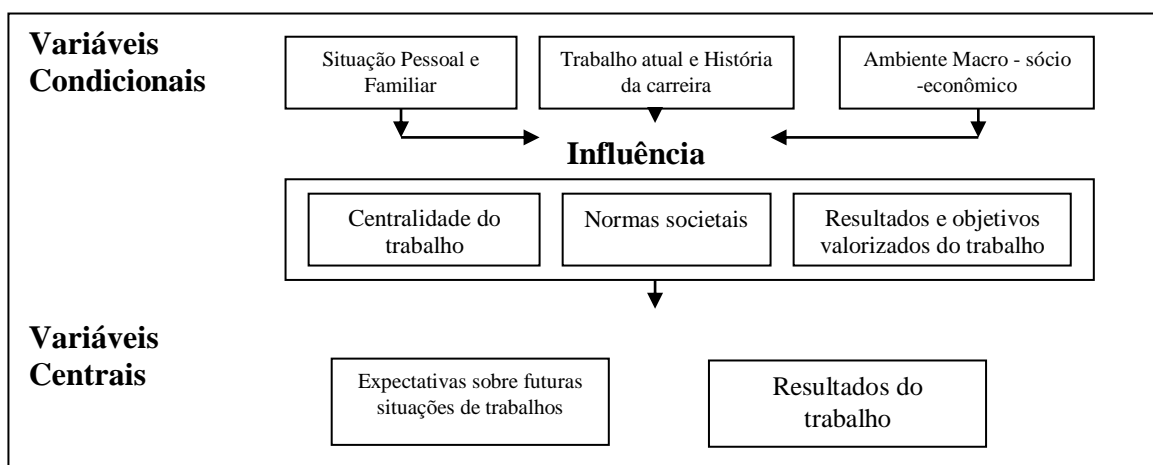 Variáveis
Condicionais
Situação Pessoal e
Familiar
Trabalho atual e História
da carreira
Ambiente Macro - sócio
-econômico
Influência
Centralidade do
trabalho
Normas societais
Resultados e objetivos
valorizados do trabalho
Variáveis
Centrais
Expectativas sobre futuras
situações de trabalhos
Resultados do
trabalho